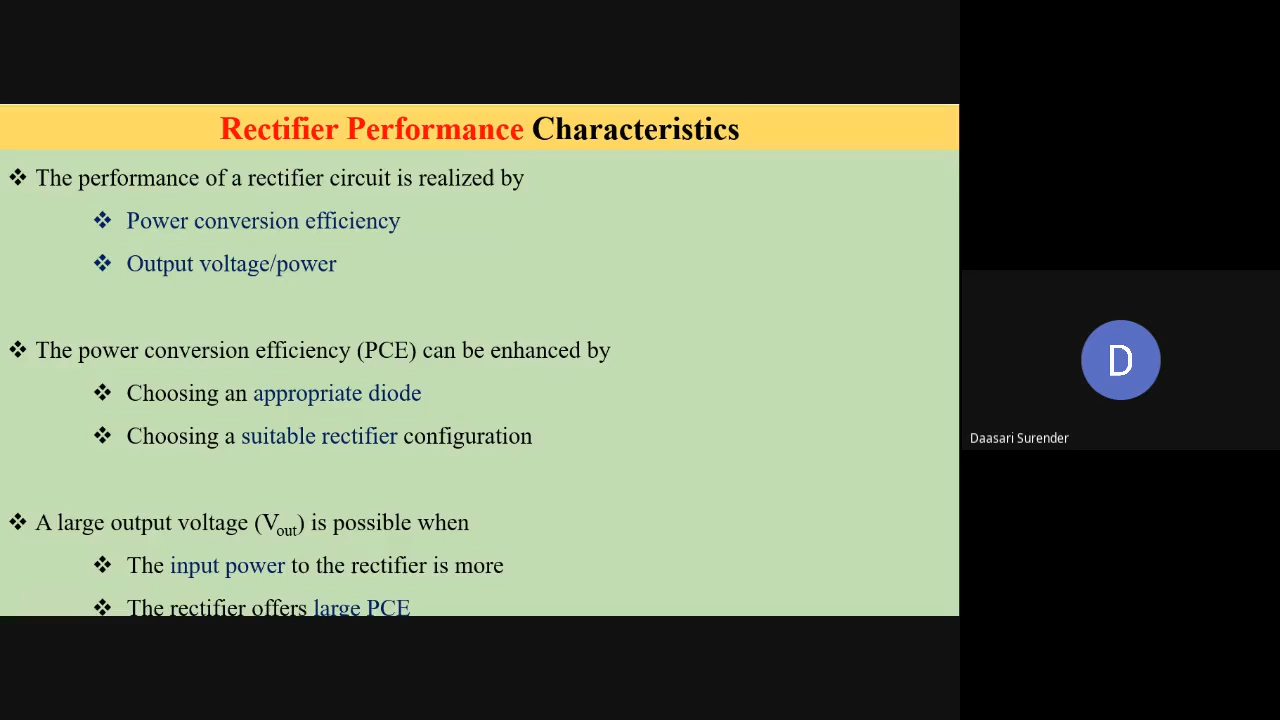 Rectifier Performance Characteristics
❖ The performance of a rectifier circuit is realized by
❖ Power conversion efficiency
❖ Output voltage/power
❖ The power conversion efficiency (PCE) can be enhanced by
❖ Choosing an appropriate diode
❖ Choosing a suitable rectifier configuration
❖ A large output voltage (Vout) is possible when
❖ The input power to the rectifier is more
❖ The rectifier offers large PCE
D
Daasari Surender